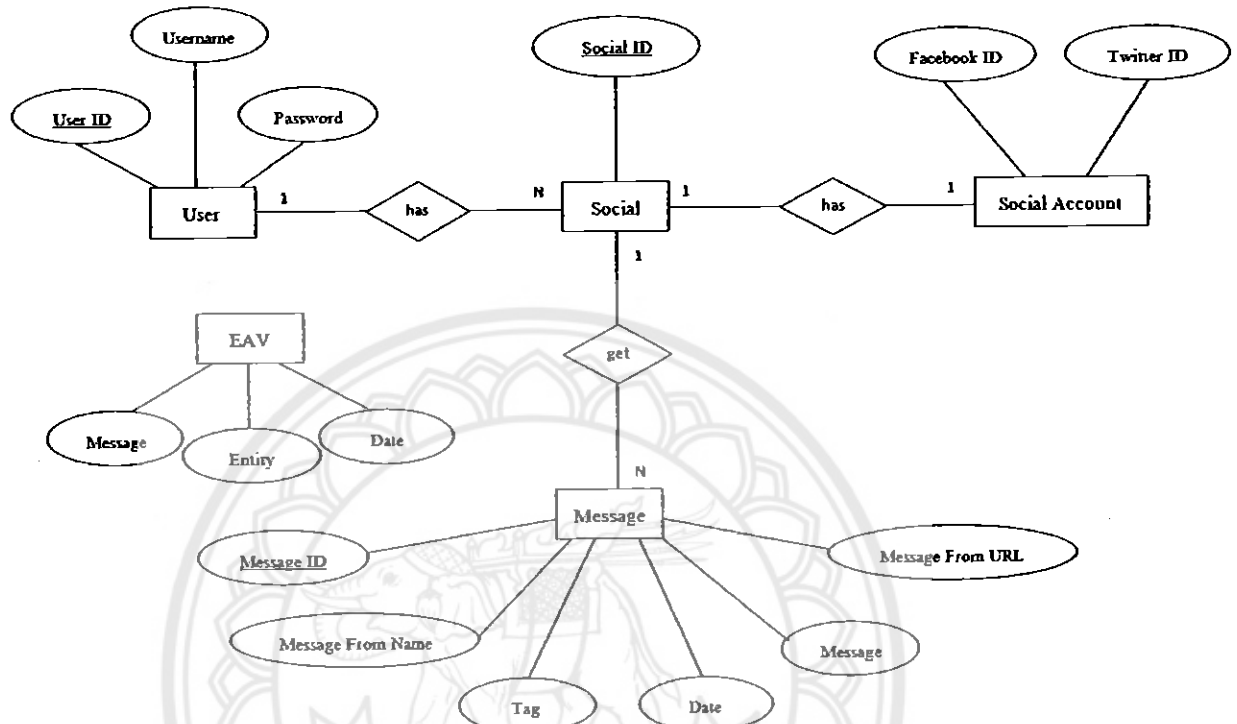 Username
Social ID
Facebook ID
Twitter ID
User ID
Password
User
1
has
N
Social
1
has
1
Social Account
1
EAV
get
Message
Entity
Date
N
Message
Message ID
Message From URL
Message From Name
Message
Tag
Date